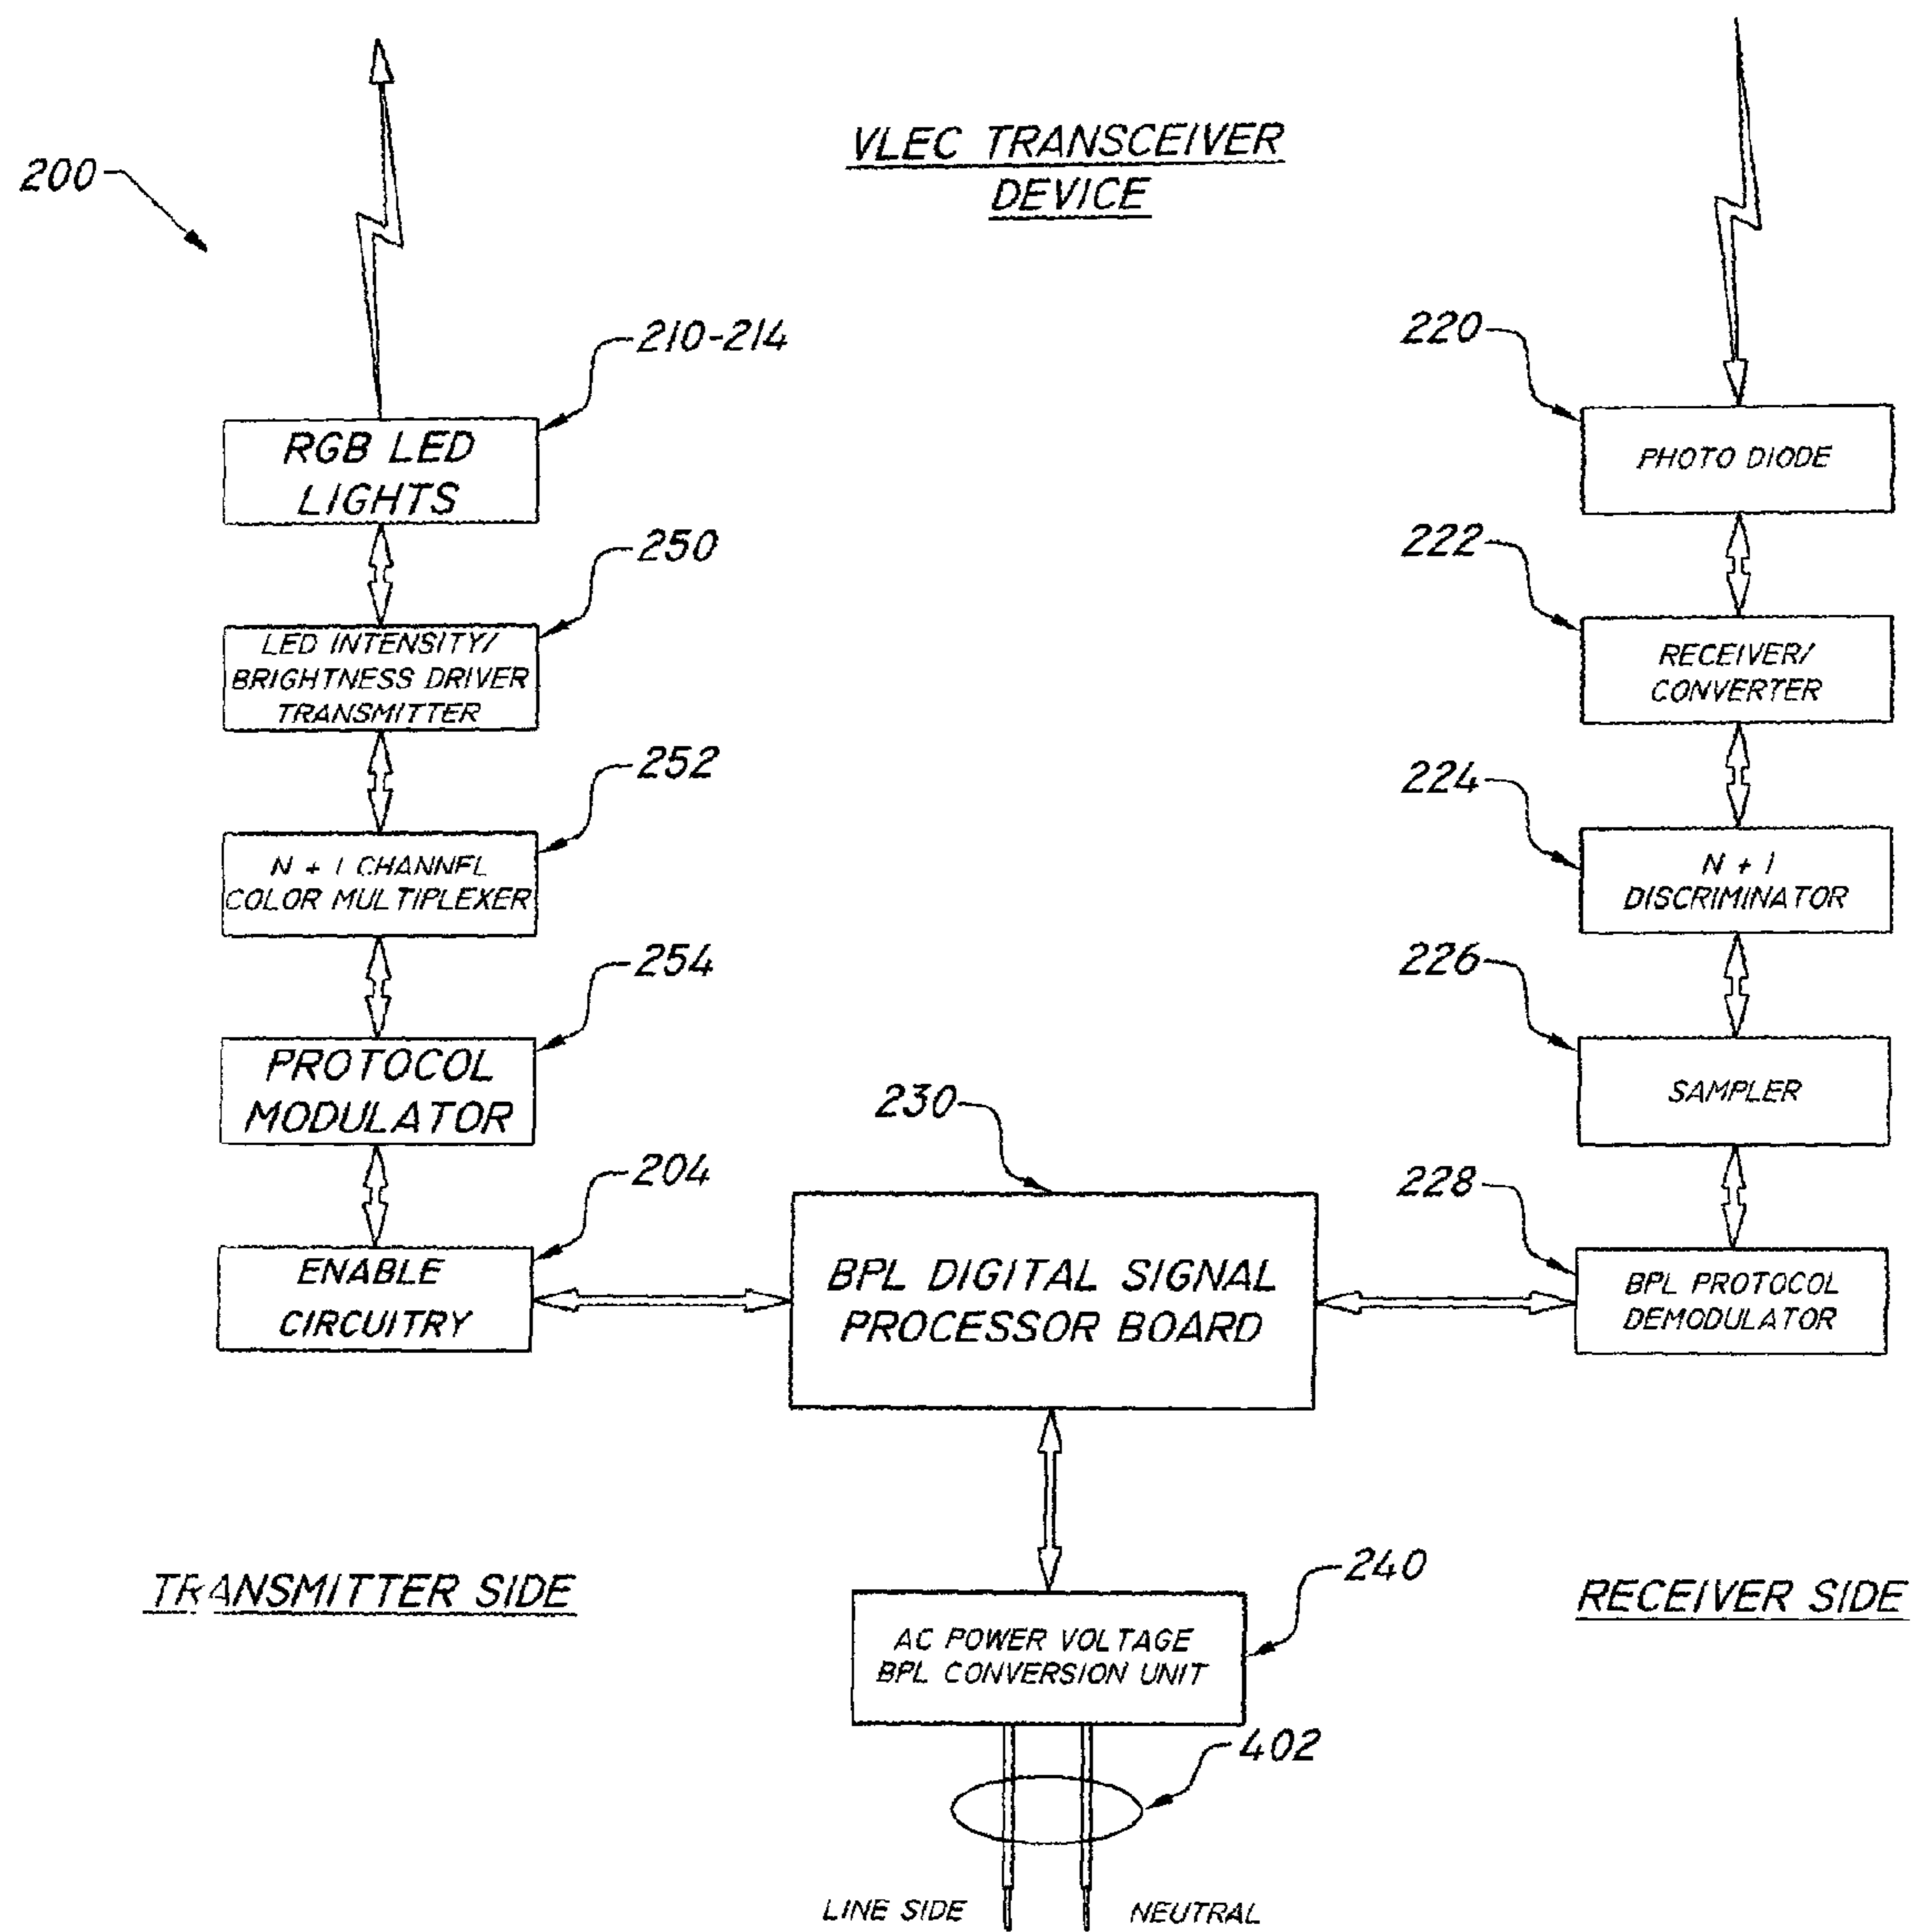 VLEC TRANSCEIVER
DEVICE
200
210-214
RGB LED
LIGHTS
250
LED INTENSITY/
BRIGHTNESS DRIVER
TRANSMITTER
252
N + 1 CHANNEL
COLOR MULTIPLEXER
254
PROTOCOL
MODULATOR
204
ENABLE
CIRCUITRY
230
BPL DIGITAL SIGNAL
PROCESSOR BOARD
220
PHOTO DIODE
222
RECEIVER/
CONVERTER
224
N + 1
DISCRIMINATOR
226
SAMPLER
228
BPL PROTOCOL
DEMODULATOR
TRANSMITTER SIDE
240
AC POWER VOLTAGE
BPL CONVERSION UNIT
RECEIVER SIDE
402
LINE SIDE
NEUTRAL